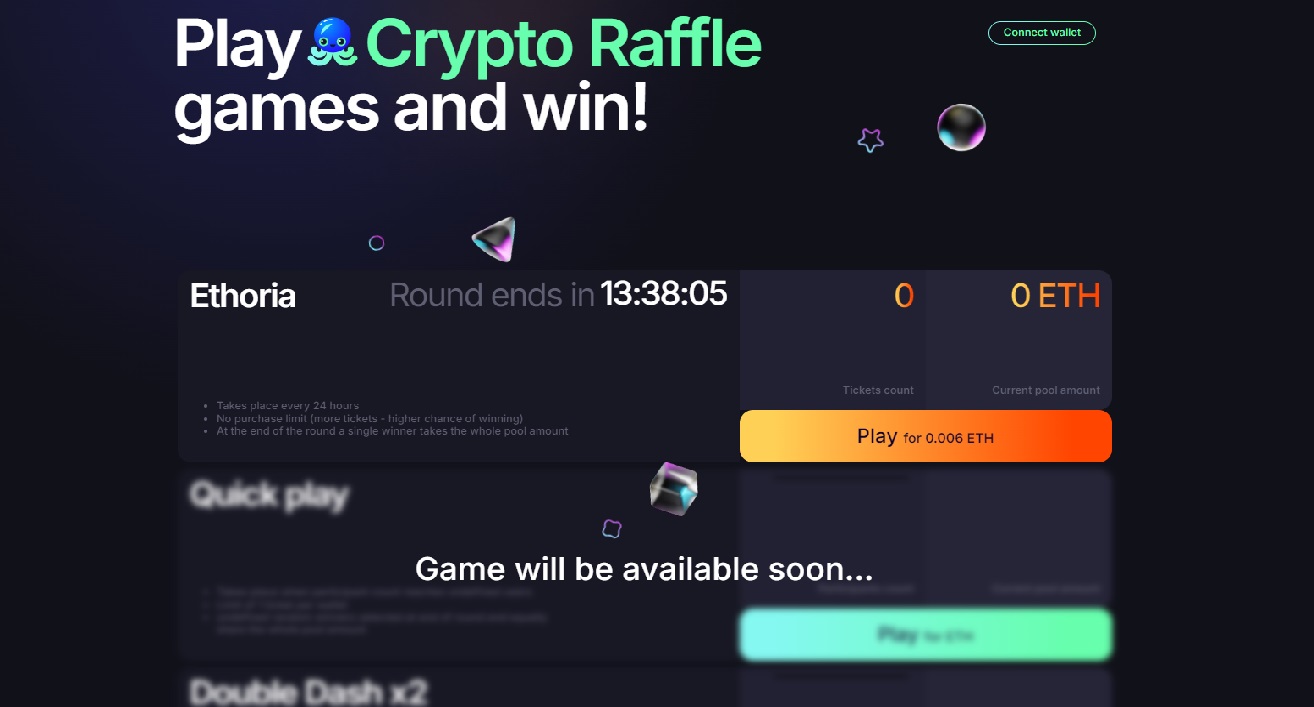 Play Crypto Raffle
games and win!
Connect wallet
Ethoria
Round ends in 13:38:05
0
0 ETH
Tickets count
Current pool amount
• Takes place every 24 hours
• No purchase limit (more tickets - higher chance of winning)
• At the end of the round a single winner takes the whole pool amount
Play for 0.006 ETH
Quick play
Game will be available soon...
Play for ETH
Double Dash x2